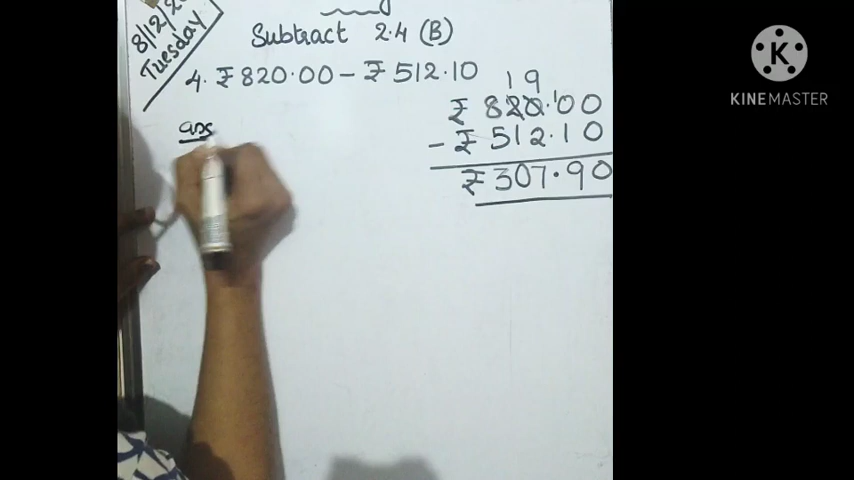 8/12/2
Tuesday
Subtract 2.4 (B)
4. ₹820.00 - ₹512.10
1 9
₹ 820.100
- ₹ 512.10
₹307.90
ans
K
KINEMASTER